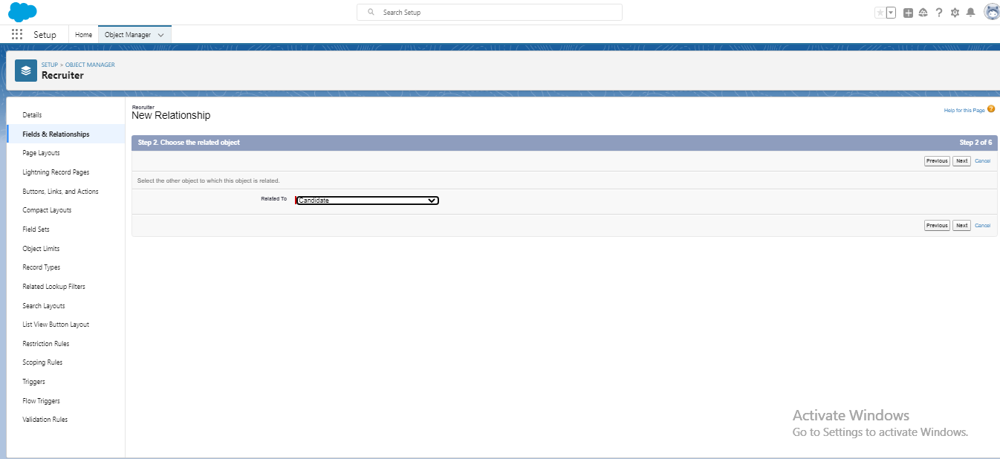 Search Setup
Setup
Home
Object Manager
SETUP > OBJECT MANAGER
Recruiter
Details
Fields & Relationships
Page Layouts
Lightning Record Pages
Buttons, Links, and Actions
Compact Layouts
Field Sets
Object Limits
Record Types
Related Lookup Filters
Search Layouts
List View Button Layout
Restriction Rules
Scoping Rules
Triggers
Flow Triggers
Validation Rules
Recruiter
New Relationship
Help for this Page
Step 2. Choose the related object
Step 2 of 6
Previous Next Cancel
Select the other object to which this object is related.
Related To Candidate
Previous Next Cancel
Activate Windows
Go to Settings to activate Windows.